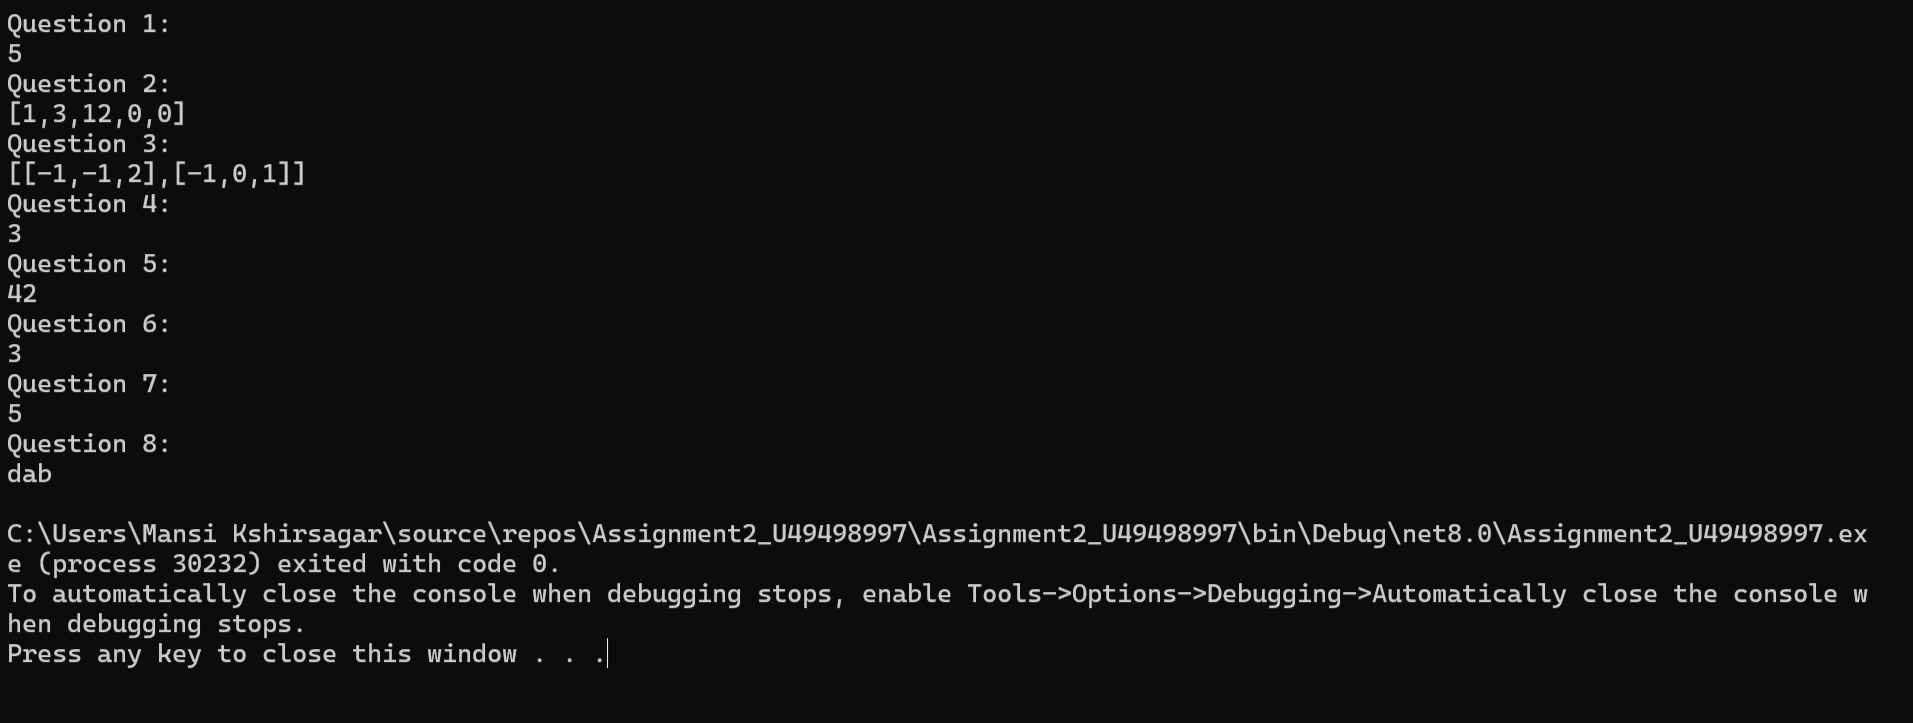 Question 1:
5
Question 2:
[1,3,12,0,0]
Question 3:
[[-1,-1,2],[-1,0,1]]
Question 4:
3
Question 5:
42
Question 6:
3
Question 7:
5
Question 8:
dab
C:\Users\Mansi Kshirsagar\source\repos\Assignment2_U49498997\Assignment2_U49498997\bin\Debug\net8.0\Assignment2_U49498997.ex
e (process 30232) exited with code 0.
To automatically close the console when debugging stops, enable Tools->Options->Debugging->Automatically close the console w
hen debugging stops.
Press any key to close this window . . .